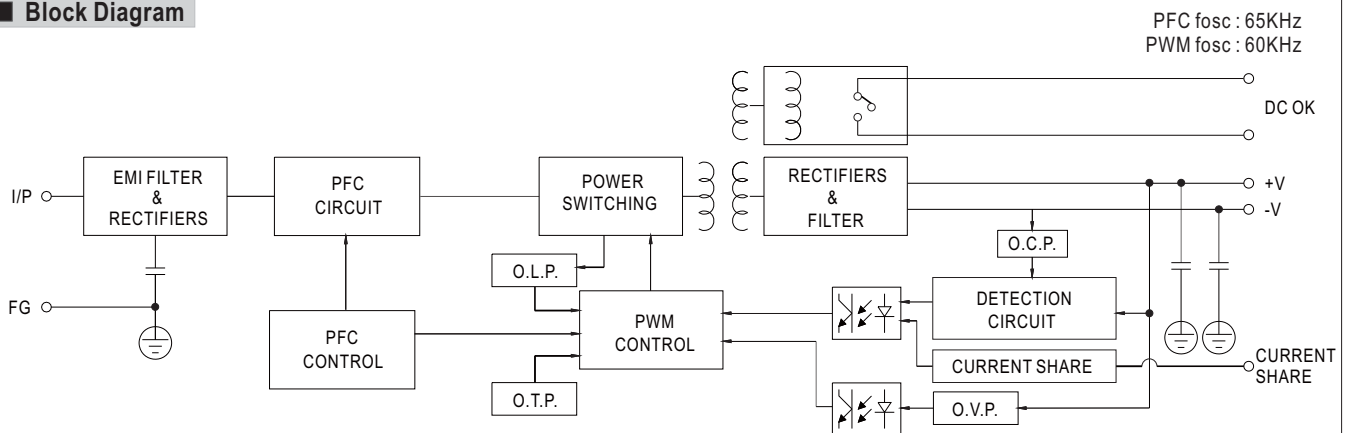 Block Diagram
PFC fosc : 65KHz
PWM fosc : 60KHz
DC OK
I/P
EMI FILTER
&
RECTIFIERS
PFC
CIRCUIT
POWER
SWITCHING
RECTIFIERS
&
FILTER
+V
-V
O.L.P.
O.C.P.
FG
PFC
CONTROL
PWM
CONTROL
DETECTION
CIRCUIT
O.T.P.
CURRENT SHARE
CURRENT
SHARE
O.V.P.